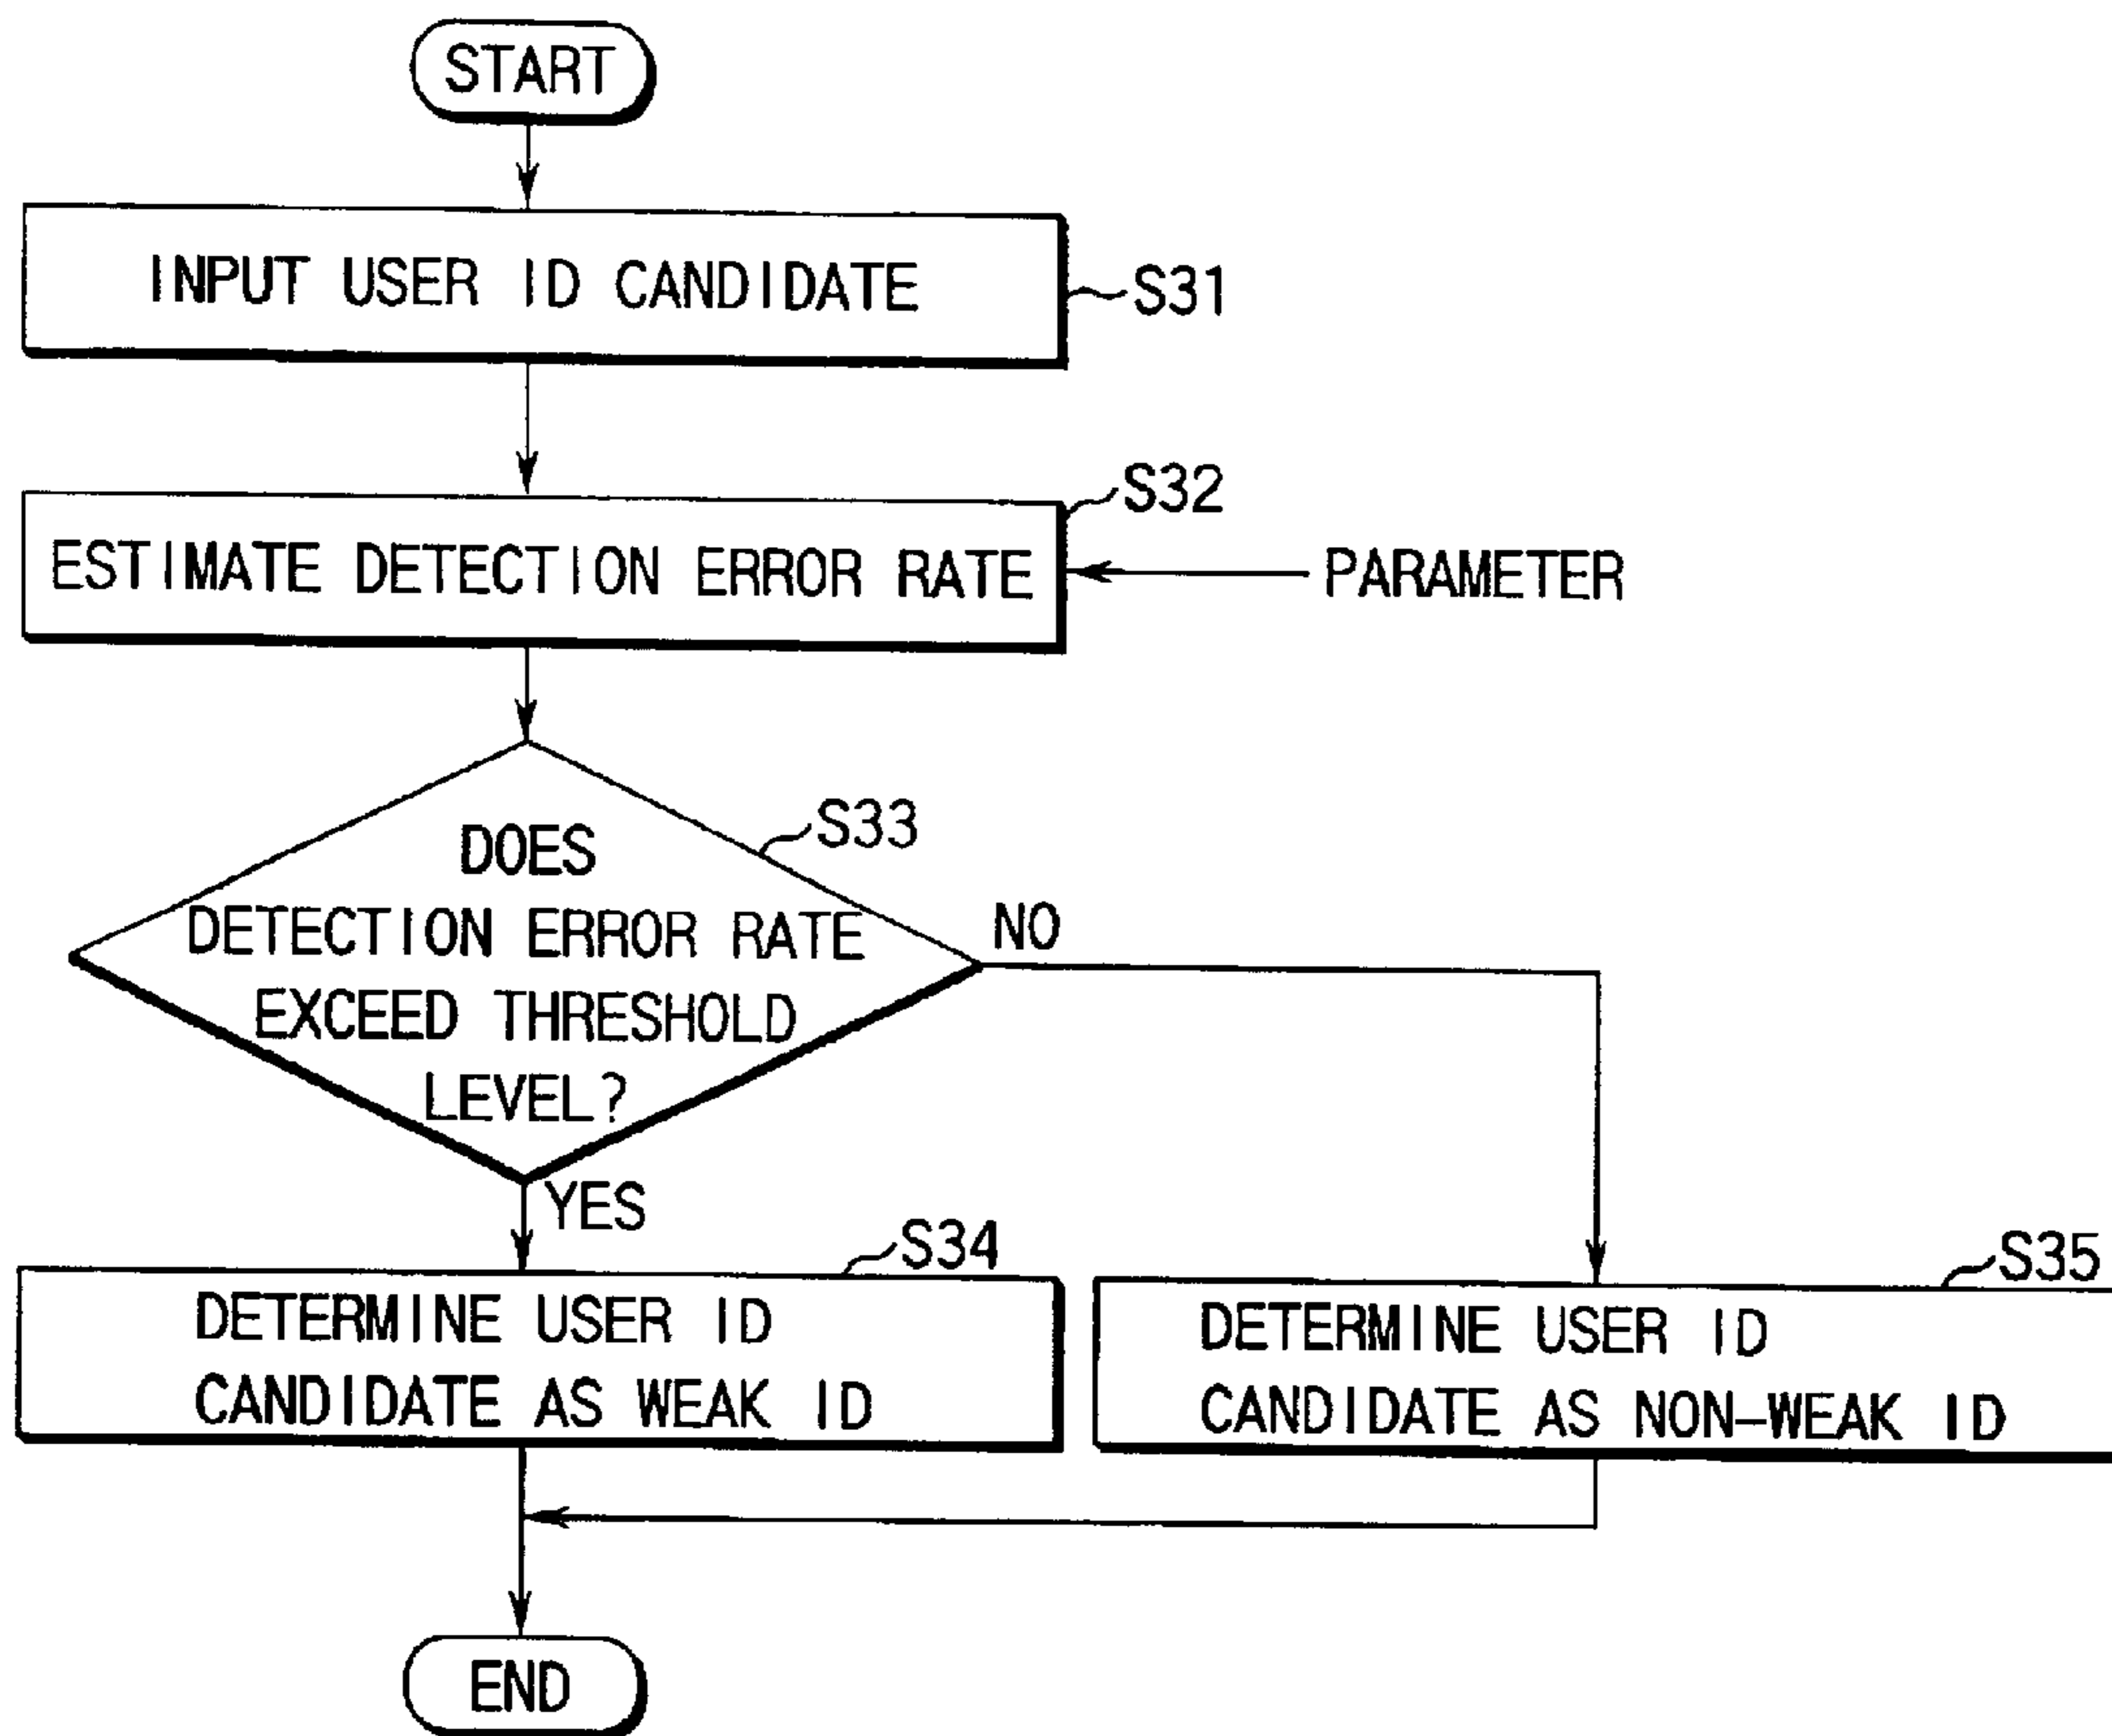 START
INPUT USER ID CANDIDATE
S31
S32
ESTIMATE DETECTION ERROR RATE
PARAMETER
S33
DOES
DETECTION ERROR RATE
EXCEED THRESHOLD
LEVEL?
NO
YES
S34
DETERMINE USER ID
CANDIDATE AS WEAK ID
S35
DETERMINE USER ID
CANDIDATE AS NON-WEAK ID
END